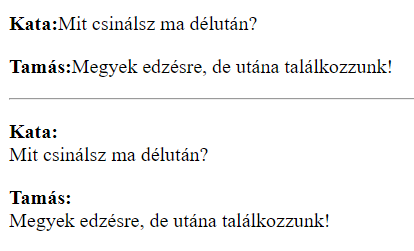 Kata:Mit csinálsz ma délután?
Tamás:Megyek edzésre, de utána találkozzunk!
Kata:
Mit csinálsz ma délután?
Tamás:
Megyek edzésre, de utána találkozzunk!